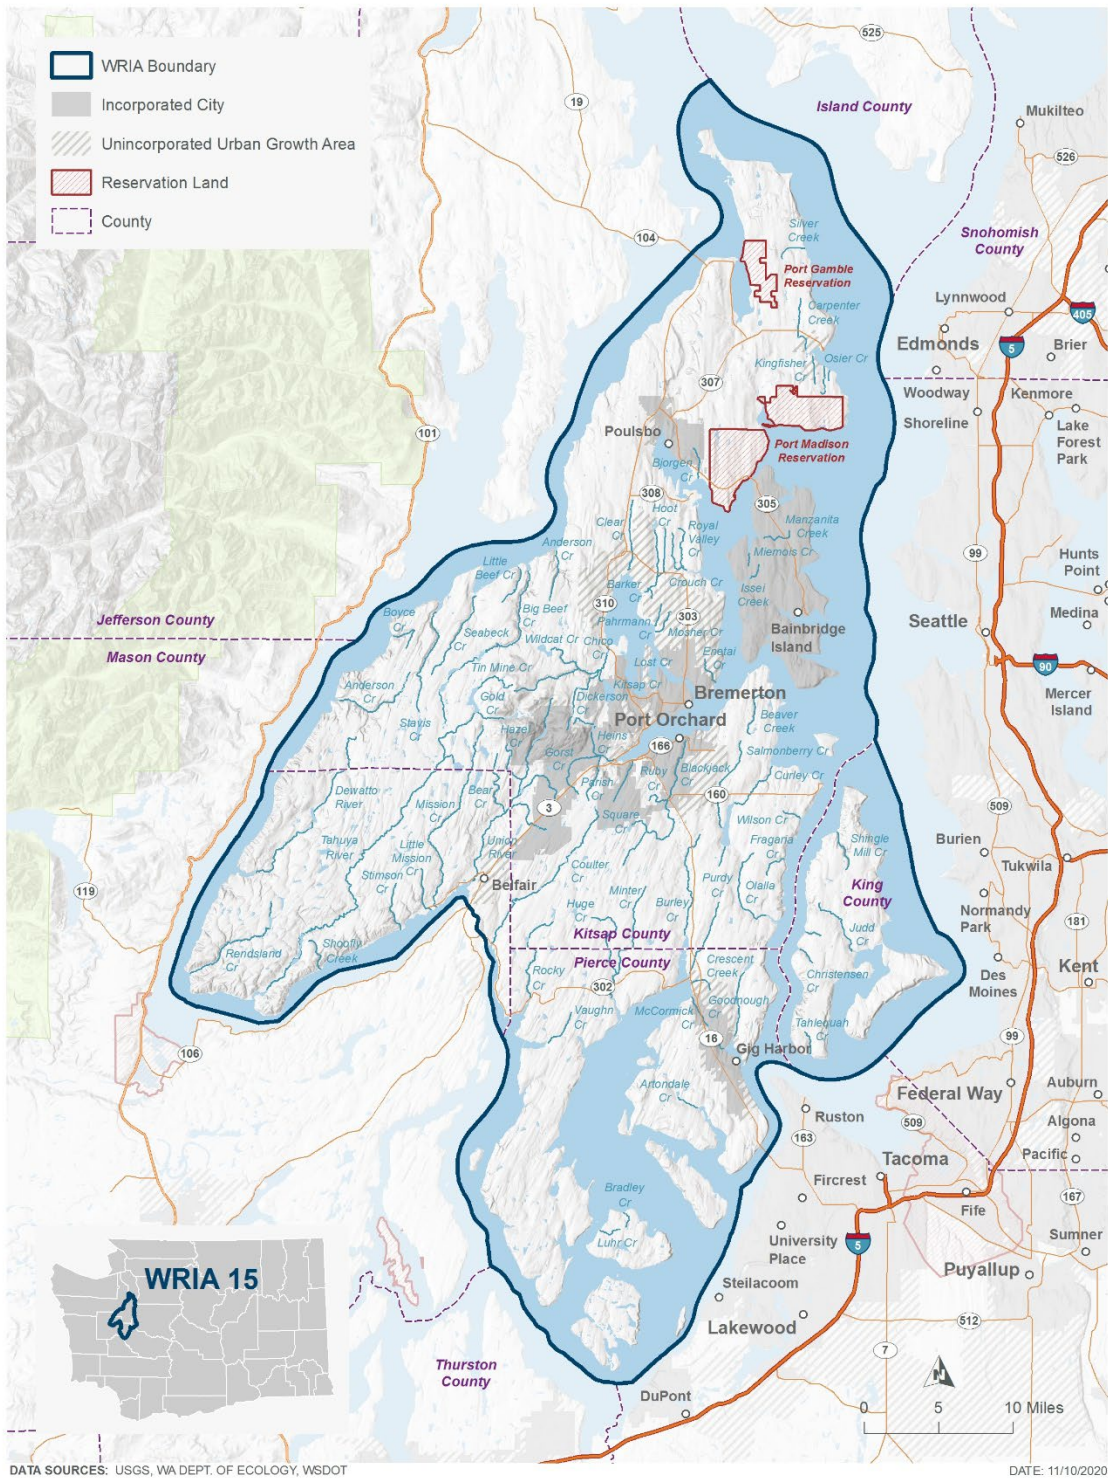 WRIA Boundary
Incorporated City
Unincorporated Urban Growth Area
Reservation Land
County
525
19
Island County
Mukilteo
526
Silver
Creek
104
Snohomish
County
Port Gamble
Reservation
Carpenter
Creek
Lynnwood
405
Edmonds
5
Brier
Kingfisher
Cr
Osier Cr
307
Woodway
Kenmore
Shoreline
Lake
Forest
Park
101
Poulsbo
Port Madison
Reservation
Bjorgen
Cr
308
305
Hoot
Cr
Clear
Cr
Royal
Valley
Cr
Manzanita
Creek
Anderson
Cr
Miemois Cr
99
Hunts
Point
Little
Beef Cr
Barker
Cr
Crouch Cr
Issei
Creek
Boyce
Cr
Big Beef
Cr
310
303
Medina
Jefferson County
Seabeck
Cr
Pahrmann
Cr
Seattle
Mason County
Wildcat Cr
Chico
Cr
Mosher Cr
Bainbridge
Island
Enetai
Cr
90
Tin Mine Cr
Lost Cr
Anderson
Cr
Kitsap Cr
Mercer
Island
Gold
Cr
Dickerson
Cr
Bremerton
Stavis
Cr
Port Orchard
Beaver
Creek
Hazel
Cr
Heins
Cr
166
Gorst
Cr
Salmonberry Cr
Blackjack
Cr
Ruby
Cr
Curley Cr
Parish
Cr
Dewatto
River
Bear
Cr
160
Mission
Cr
3
509
Square
Cr
Wilson Cr
Tahuya
River
Little
Mission
Cr
Union
River
Fragaria
Cr
Shingle
Mill Cr
Burien
Coulter
Cr
Tukwila
Stimson
Cr
Belfair
Purdy
Cr
Olalla
Cr
King
County
119
Minter
Cr
Huge
Cr
Burley
Cr
Normandy
Park
181
Kitsap County
Judd
Cr
Rendsland
Cr
Shoofly
Creek
Pierce County
Crescent
Creek
Kent
Rocky
Cr
302
Christensen
Cr
Des
Moines
Goodnough
Cr
Vaughn
Cr
McCormick
Cr
Tahlequah
Cr
16
99
106
Gig Harbor
Artondale
Cr
Federal Way
Auburn
Ruston
509
Algona
163
Pacific
Tacoma
Fircrest
167
Bradley
Cr
Fife
University
Place
Sumner
Luhr Cr
5
WRIA 15
Steilacoom
Puyallup
Lakewood
512
7
Thurston
County
N
DuPont
0 5 10 Miles
DATA SOURCES: USGS, WA DEPT. OF ECOLOGY, WSDOT
DATE: 11/10/2020